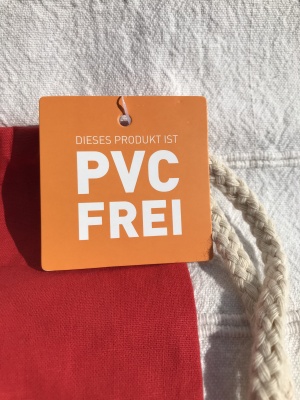 DIESES PRODUKT IST
PVC
FREI